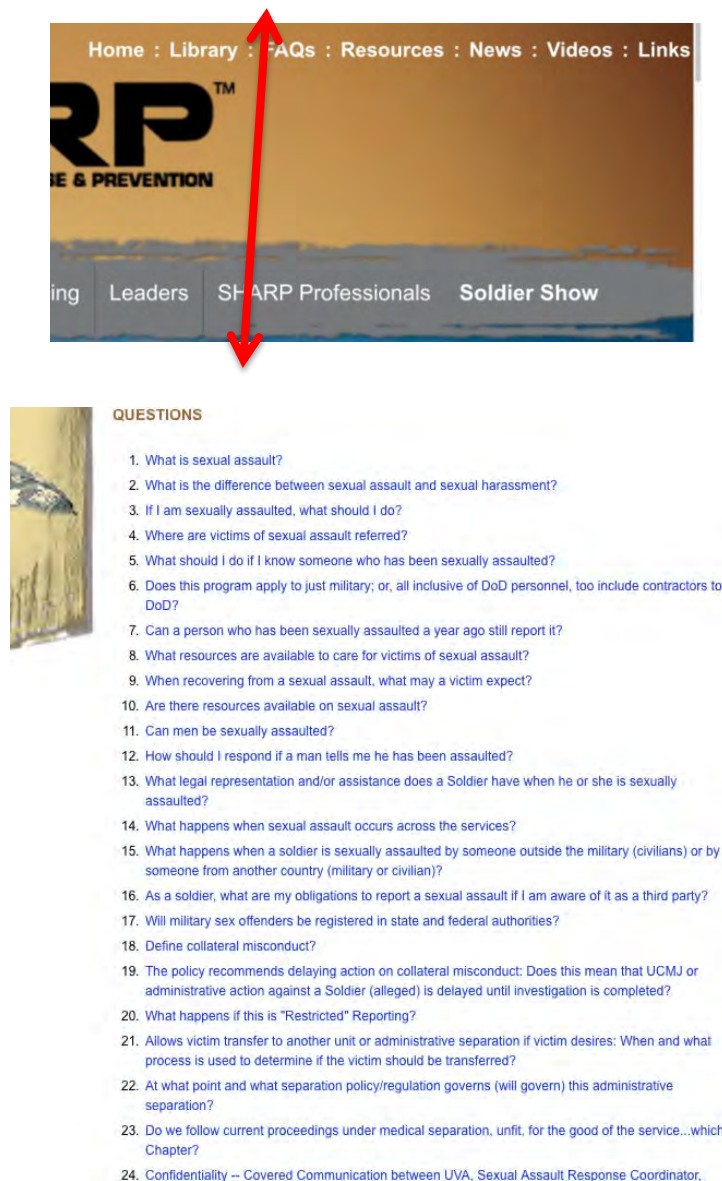 Home : Library : FAQs : Resources : News : Videos : Links
RP™
SE & PREVENTION
ing Leaders SHARP Professionals Soldier Show
QUESTIONS
1. What is sexual assault?
2. What is the difference between sexual assault and sexual harassment?
3. If I am sexually assaulted, what should I do?
4. Where are victims of sexual assault referred?
5. What should I do if I know someone who has been sexually assaulted?
6. Does this program apply to just military; or, all inclusive of DoD personnel, too include contractors to
DoD?
7. Can a person who has been sexually assaulted a year ago still report it?
8. What resources are available to care for victims of sexual assault?
9. When recovering from a sexual assault, what may a victim expect?
10. Are there resources available on sexual assault?
11. Can men be sexually assaulted?
12. How should I respond if a man tells me he has been assaulted?
13. What legal representation and/or assistance does a Soldier have when he or she is sexually
assaulted?
14. What happens when sexual assault occurs across the services?
15. What happens when a soldier is sexually assaulted by someone outside the military (civilians) or by
someone from another country (military or civilian)?
16. As a soldier, what are my obligations to report a sexual assault if I am aware of it as a third party?
17. Will military sex offenders be registered in state and federal authorities?
18. Define collateral misconduct?
19. The policy recommends delaying action on collateral misconduct: Does this mean that UCMJ or
administrative action against a Soldier (alleged) is delayed until investigation is completed?
20. What happens if this is "Restricted" Reporting?
21. Allows victim transfer to another unit or administrative separation if victim desires: When and what
process is used to determine if the victim should be transferred?
22. At what point and what separation policy/regulation governs (will govern) this administrative
separation?
23. Do we follow current proceedings under medical separation, unfit, for the good of the service...which
Chapter?
24. Confidentiality -- Covered Communication between UVA, Sexual Assault Response Coordinator,